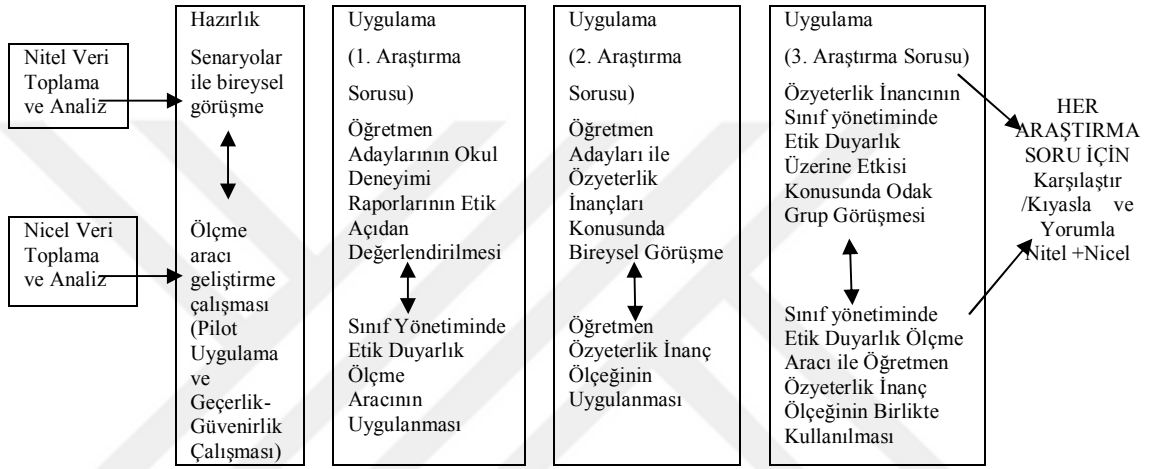 Nitel Veri
Toplama
ve Analiz
Nicel Veri
Toplama
ve Analiz
Hazırlık
Senaryolar
ile bireysel
görüşme
Ölçme
aracı
geliştirme
çalışması
(Pilot
Uygulama
ve
Geçerlik-
Güvenirlik
Çalışması)
Uygulama
(1. Araştırma
Sorusu)
Öğretmen
Adaylarının Okul
Deneyimi
Raporlarının Etik
Açıdan
Değerlendirilmesi
Sınıf Yönetiminde
Etik Duyarlık
Ölçme
Aracının
Uygulanması
Uygulama
(2. Araştırma
Sorusu)
Öğretmen
Adayları ile
Özyeterlik
İnançları
Konusunda
Bireysel Görüşme
Öğretmen
Özyeterlik İnanç
Ölçeğinin
Uygulanması
Uygulama
(3. Araştırma Sorusu)
Özyeterlik İnancının
Sınıf yönetiminde
Etik Duyarlık
Üzerine Etkisi
Konusunda Odak
Grup Görüşmesi
Sınıf yönetiminde
Etik Duyarlık Ölçme
Aracı ile Öğretmen
Özyeterlik İnanç
Ölçeğinin Birlikte
Kullanılması
HER
ARAŞTIRMA
SORU İÇİN
Karşılaştır
/Kıyasla ve
Yorumla
Nitel +Nicel